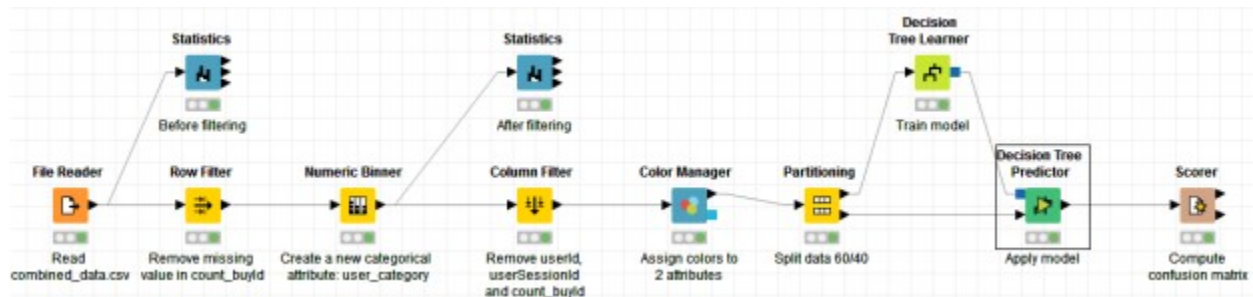 Statistics
Before filtering
Statistics
After filtering
Decision
Tree Learner
Train model
File Reader
Read
combined_data.csv
Row Filter
Remove missing
value in count_buyId
Numeric Binner
Create a new categorical
attribute: user_category
Column Filter
Remove userId,
userSessionId
and count_buyId
Color Manager
Assign colors to
2 attributes
Partitioning
Split data 60/40
Decision Tree
Predictor
Apply model
Scorer
Compute
confusion matrix